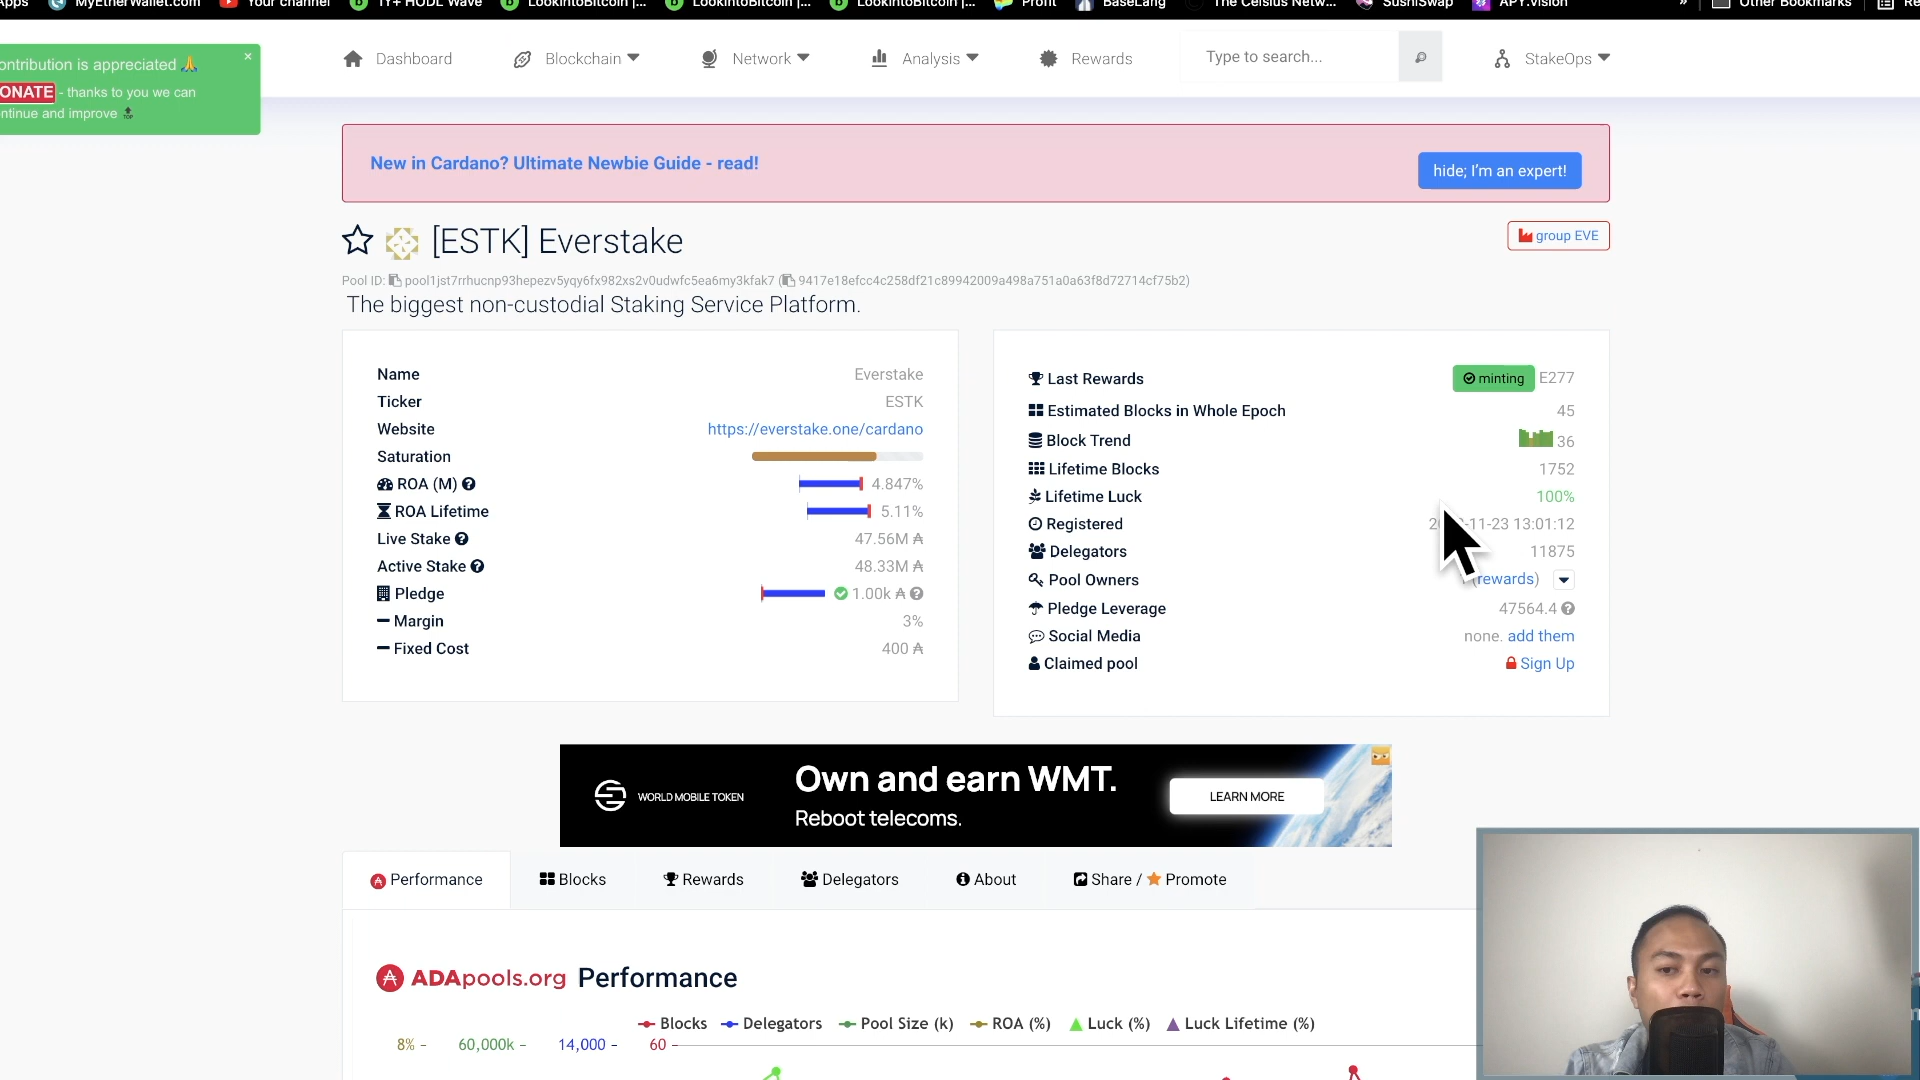 MyEtherWallet.com Your channel 1Y+ HODL Wave LookIntoBitcoin |... LookIntoBitcoin |... LookIntoBitcoin |... Profit BaseLang The Celsius Netw... SushiSwap APY.vision » Other Bookmarks
ontribution is appreciated 🙏 ×
ONATE - thanks to you we can
ntinue and improve
Dashboard Blockchain Network Analysis Rewards Type to search... StakeOps
New in Cardano? Ultimate Newbie Guide - read! hide; I'm an expert!
[ESTK] Everstake group EVE
Pool ID: pool1jst7rrhucnp93hepezv5yqy6fx982xs2v0udwfc5ea6my3kfak7 (9417e18efcc4c258df21c89942009a498a751a0a63f8d72714cf75b2)
The biggest non-custodial Staking Service Platform.
Name Everstake
Ticker ESTK
Website https://everstake.one/cardano
Saturation
ROA (M) 4.847%
ROA Lifetime 5.11%
Live Stake 47.56M ₳
Active Stake 48.33M ₳
Pledge 1.00k ₳
Margin 3%
Fixed Cost 400 ₳
Last Rewards minting E277
Estimated Blocks in Whole Epoch 45
Block Trend 36
Lifetime Blocks 1752
Lifetime Luck 100%
Registered -11-23 13:01:12
Delegators 11875
Pool Owners (rewards)
Pledge Leverage 47564.4
Social Media none. add them
Claimed pool Sign Up
WORLD MOBILE TOKEN
Own and earn WMT.
Reboot telecoms.
LEARN MORE
Performance Blocks Rewards Delegators About Share / Promote
ADApools.org Performance
Blocks Delegators Pool Size (k) ROA (%) Luck (%) Luck Lifetime (%)
8% 60,000k 14,000 60